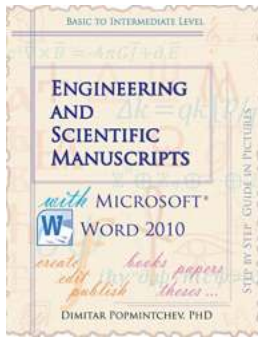 BASIC TO INTERMEDIATE LEVEL
ENGINEERING
AND
SCIENTIFIC
MANUSCRIPTS
with MICROSOFT®
W WORD 2010
create
edit
publish
books papers
theses ...
STEP BY STEP GUIDE IN PICTURES
DIMITAR POPMINTCHEV, PHD